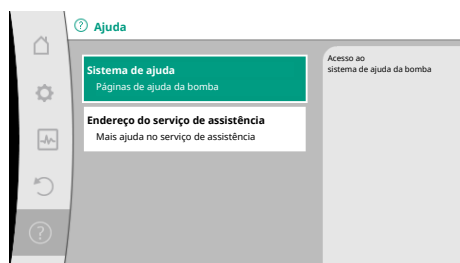 Ajuda
Sistema de ajuda
Páginas de ajuda da bomba
Endereço do serviço de assistência
Mais ajuda no serviço de assistência
Acesso ao
sistema de ajuda da bomba